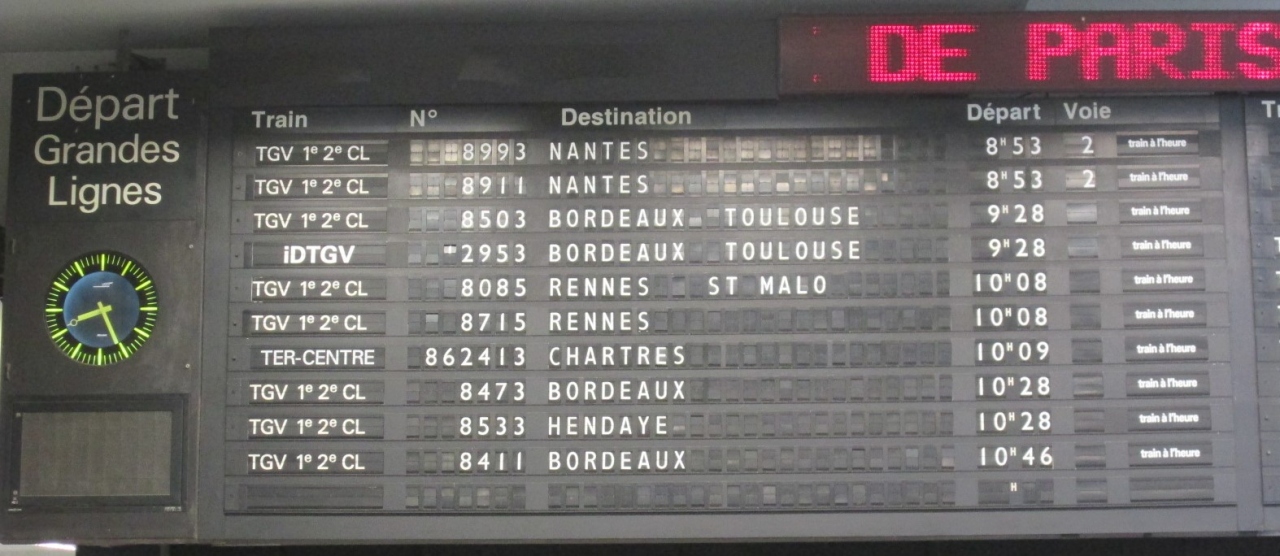 DE PARIS
Départ
Grandes
Lignes
Train N° Destination Départ Voie
TGV 1e 2e CL 8993 NANTES 8H53 2 train à l'heure
TGV 1e 2e CL 8911 NANTES 8H53 2 train à l'heure
TGV 1e 2e CL 8503 BORDEAUX TOULOUSE 9H28 train à l'heure
iDTGV 2953 BORDEAUX TOULOUSE 9H28 train à l'heure
TGV 1e 2e CL 8085 RENNES ST MALO 10H08 train à l'heure
TGV 1e 2e CL 8715 RENNES 10H08 train à l'heure
TER-CENTRE 862413 CHARTRES 10H09 train à l'heure
TGV 1e 2e CL 8473 BORDEAUX 10H28 train à l'heure
TGV 1e 2e CL 8533 HENDAYE 10H28 train à l'heure
TGV 1e 2e CL 8411 BORDEAUX 10H46 train à l'heure
H